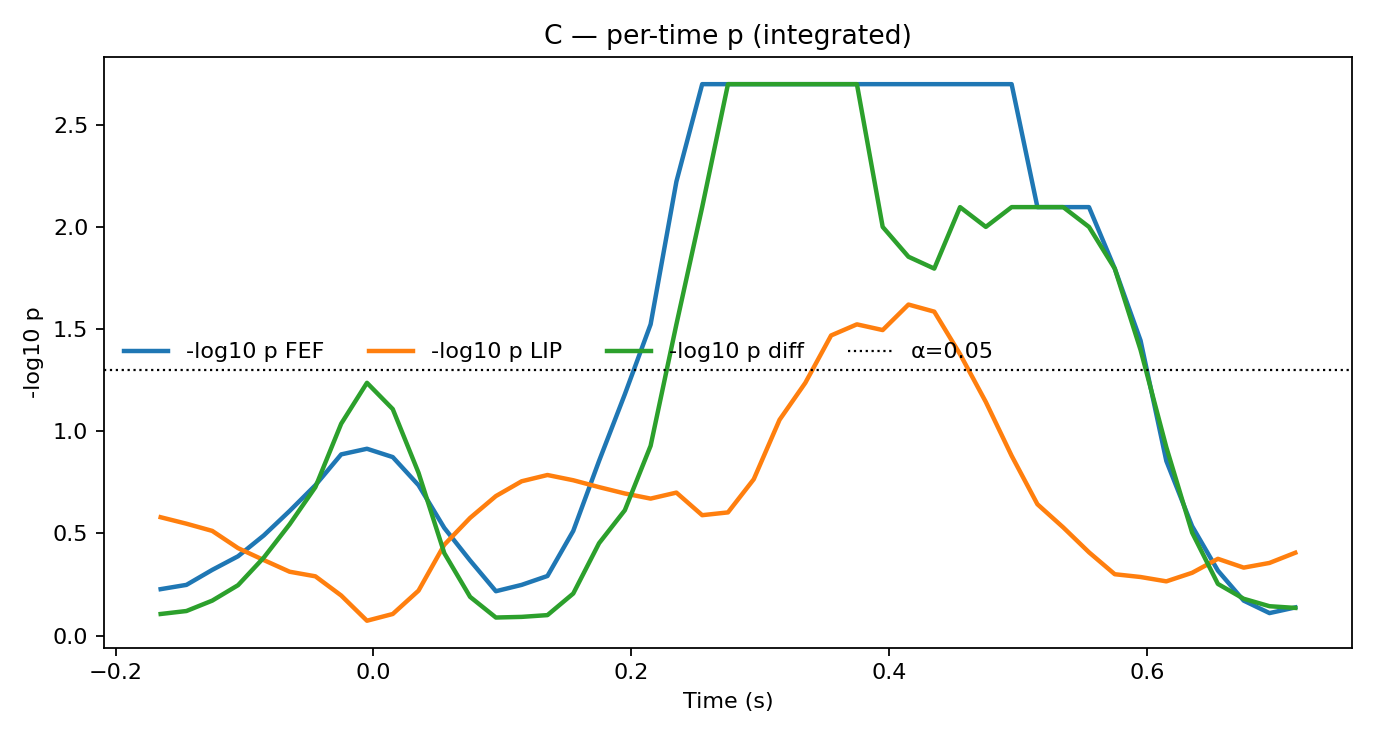 C — per-time p (integrated)
-log10 p
2.5
2.0
1.5
1.0
0.5
0.0
-log10 p FEF -log10 p LIP -log10 p diff α=0.05
−0.2 0.0 0.2 0.4 0.6
Time (s)